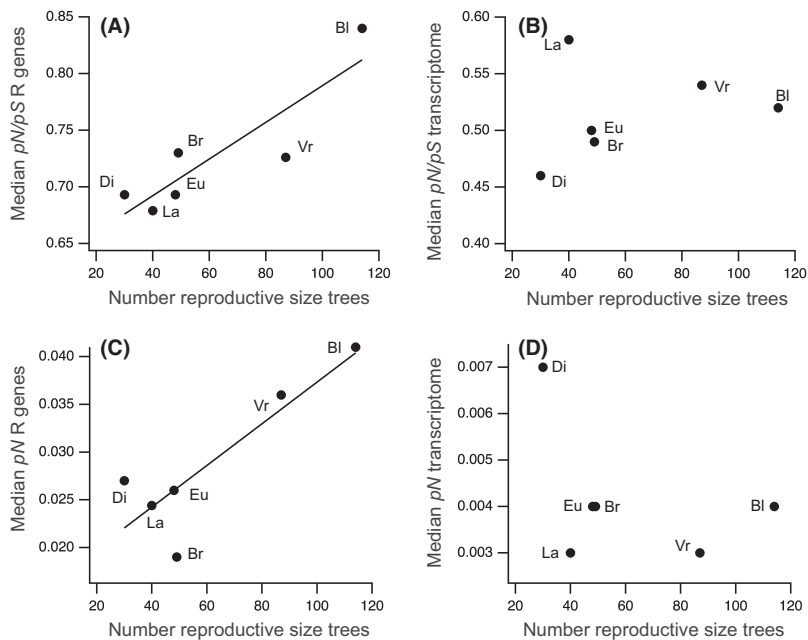 (A)
Median pN/pS R genes
0.85
0.80
0.75
0.70
0.65
Bl
Br
Vr
Di
Eu
La
20 40 60 80 100 120
Number reproductive size trees
(B)
Median pN/pS transcriptome
0.60
0.55
0.50
0.45
0.40
La
Vr
Bl
Eu
Br
Di
20 40 60 80 100 120
Number reproductive size trees
(C)
Median pN R genes
0.040
0.035
0.030
0.025
0.020
Bl
Vr
Di
Eu
La
Br
20 40 60 80 100 120
Number reproductive size trees
(D)
Median pN transcriptome
0.007
0.006
0.005
0.004
0.003
Di
Eu
Br
Bl
La
Vr
20 40 60 80 100 120
Number reproductive size trees